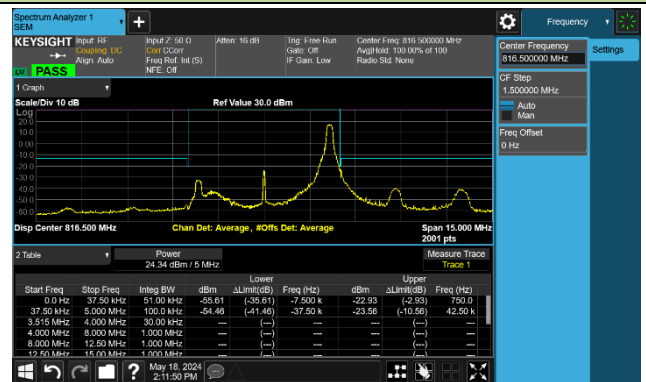 Spectrum Analyzer 1
SEM
+
Frequency
KEYSIGHT
Input: RF
Coupling: DC
Align: Auto
Input Z: 50 Ω
Corr CCorr
Freq Ref: Int (S)
NFE: Off
Atten: 16 dB
Trig: Free Run
Gate: Off
IF Gain: Low
Center Freq: 816.500000 MHz
Avg|Hold: 100.00% of 100
Radio Std: None
PASS
Center Frequency
816.500000 MHz
Settings
CF Step
1.500000 MHz
Auto
Man
Freq Offset
0 Hz
1 Graph
Scale/Div 10 dB
Ref Value 30.0 dBm
Log
20.0
10.0
0.00
-10.0
-20.0
-30.0
-40.0
-50.0
-60.0
Disp Center 816.500 MHz
Chan Det: Average, #Offs Det: Average
Span 15.000 MHz
2001 pts
2 Table
Power
24.34 dBm / 5 MHz
Measure Trace
Trace 1
Lower Upper
Start Freq Stop Freq Integ BW dBm ΔLimit(dB) Freq (Hz) dBm ΔLimit(dB) Freq (Hz)
0.0 Hz 37.50 kHz 51.00 kHz -55.61 (-35.61) -7.500 k -22.93 (-2.93) 750.0
37.50 kHz 5.000 MHz 100.0 kHz -54.46 (-41.46) -37.50 k -23.56 (-10.56) 42.50 k
3.515 MHz 4.000 MHz 30.00 kHz --- (---) --- --- (---) ---
4.000 MHz 8.000 MHz 1.000 MHz --- (---) --- --- (---) ---
8.000 MHz 12.50 MHz 1.000 MHz --- (---) --- --- (---) ---
12.50 MHz 15.00 MHz 1.000 MHz --- (---) --- --- (---) ---
?
May 18, 2024
2:11:50 PM